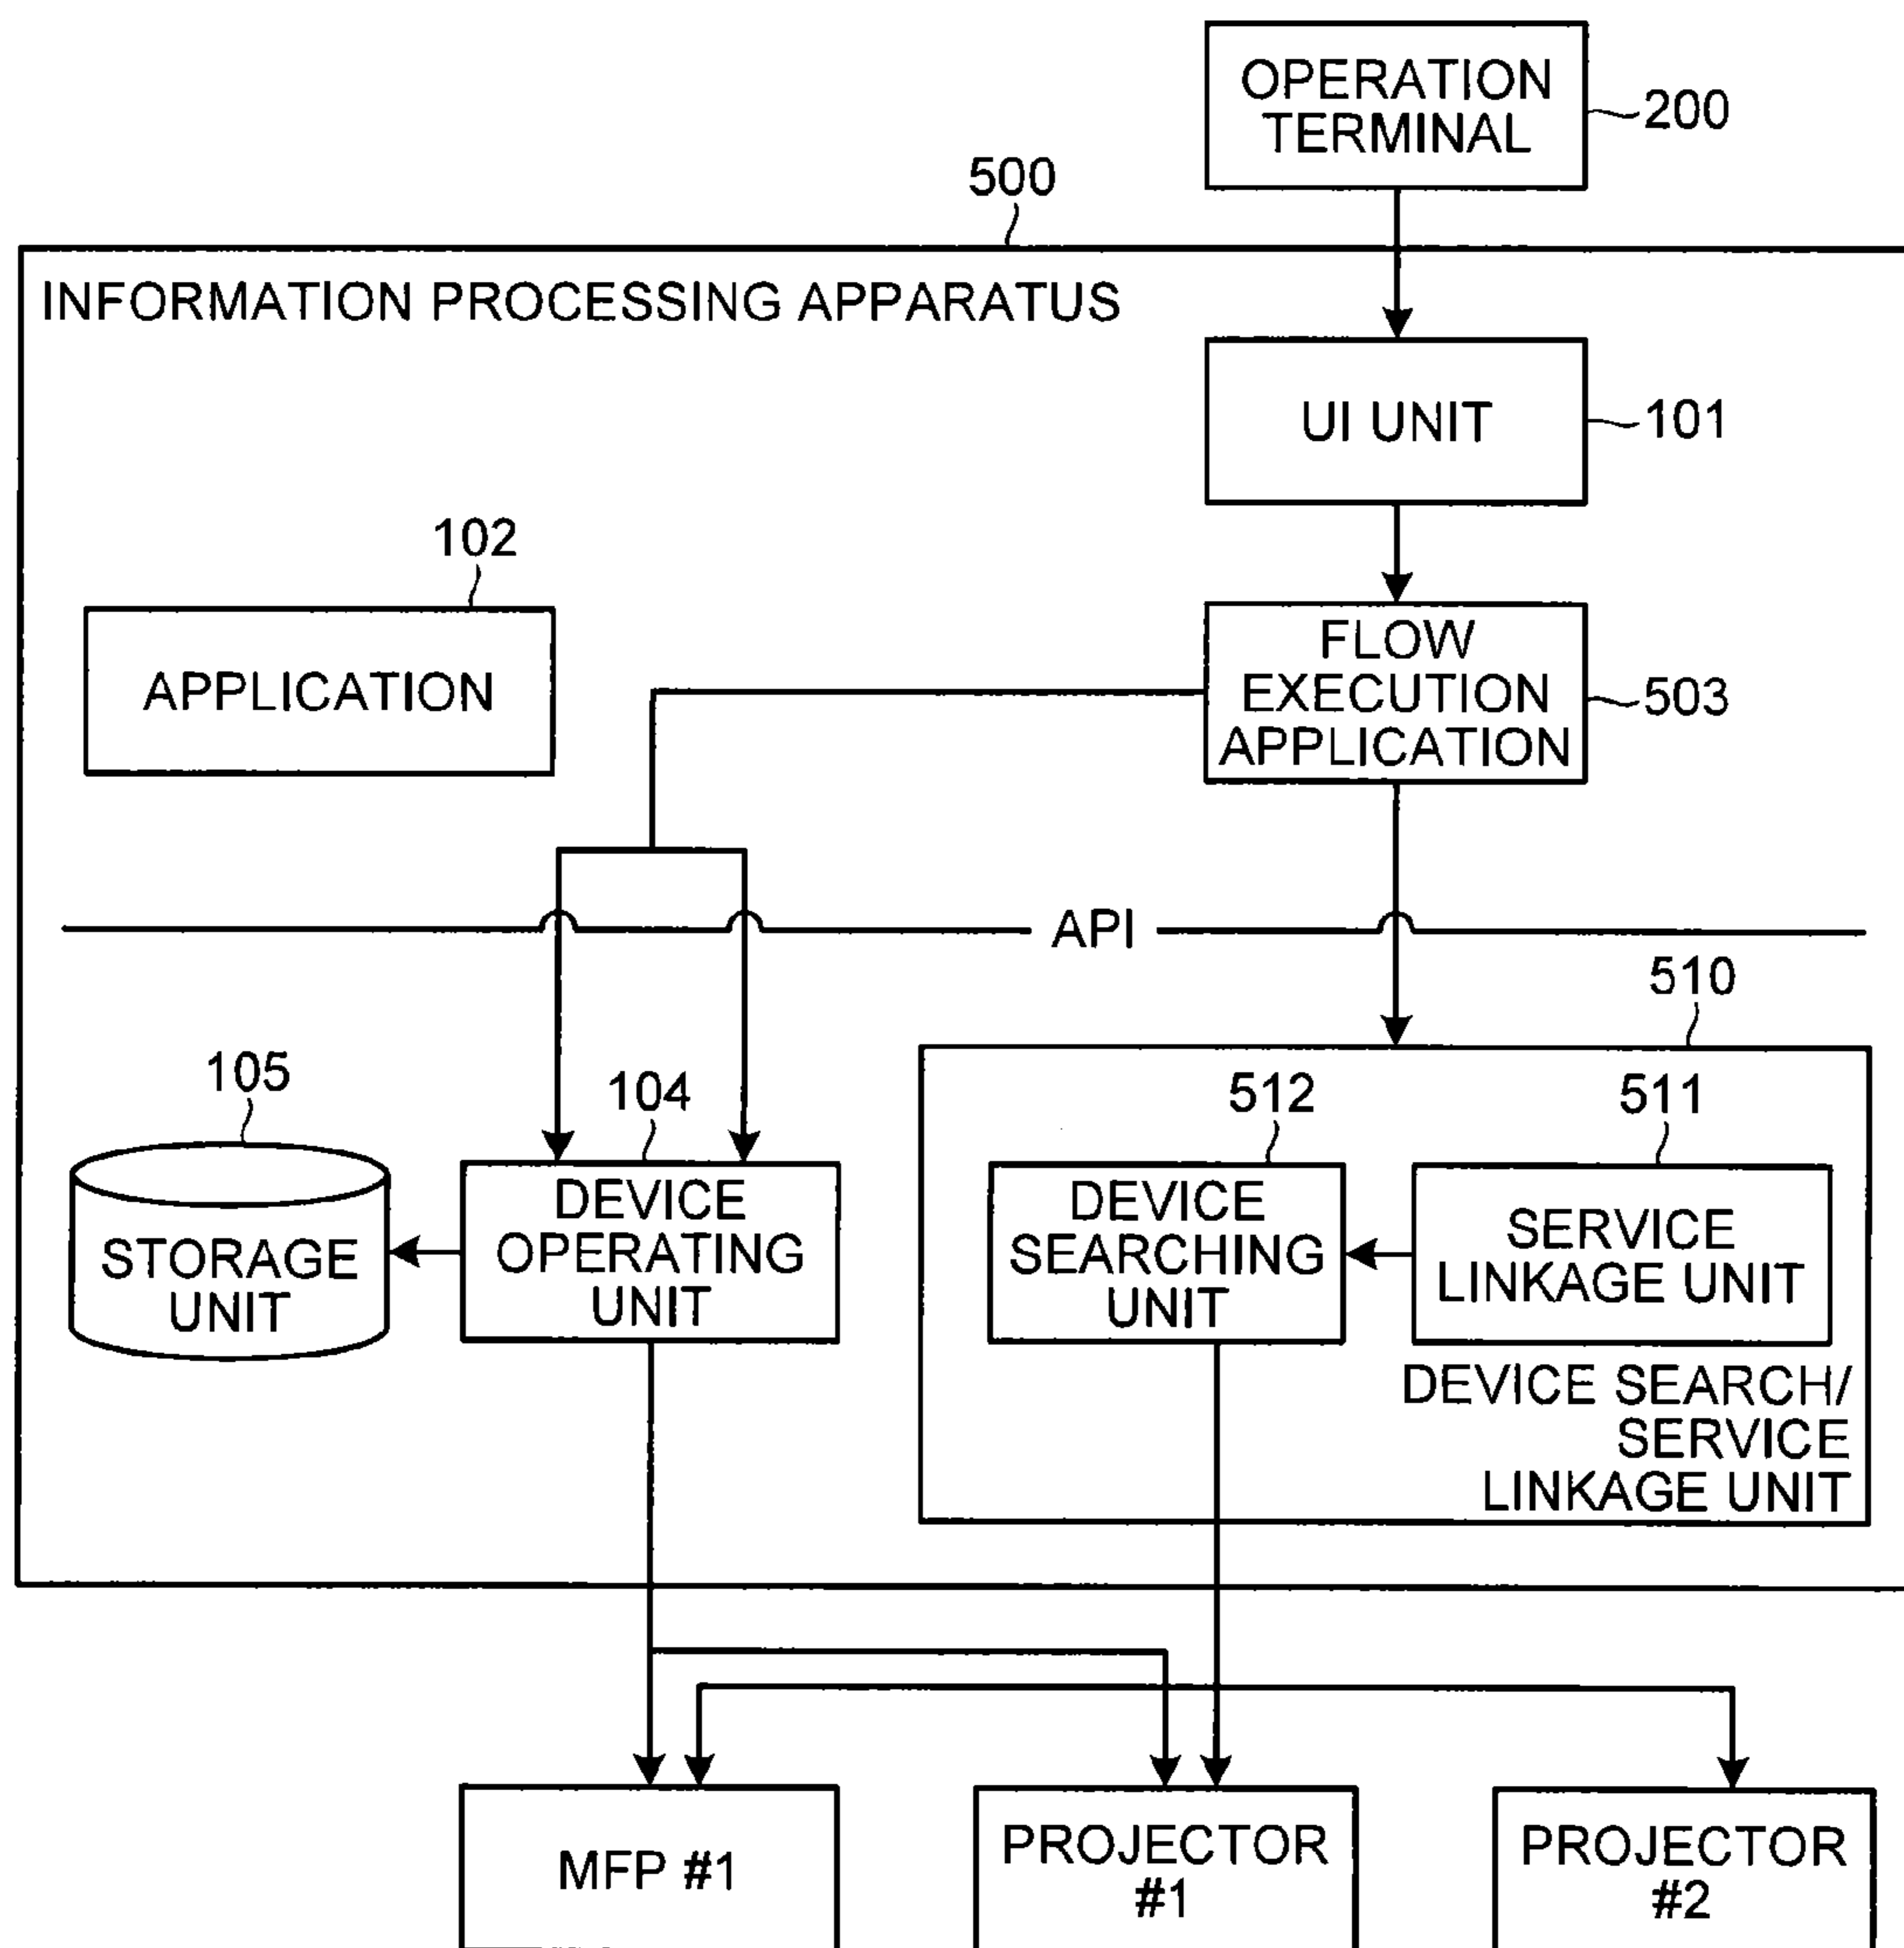 OPERATION
TERMINAL
200
500
INFORMATION PROCESSING APPARATUS
UI UNIT
101
102
APPLICATION
FLOW
EXECUTION
APPLICATION
503
API
510
105
104
512
511
STORAGE
UNIT
DEVICE
OPERATING
UNIT
DEVICE
SEARCHING
UNIT
SERVICE
LINKAGE UNIT
DEVICE SEARCH/
SERVICE
LINKAGE UNIT
MFP #1
PROJECTOR
#1
PROJECTOR
#2